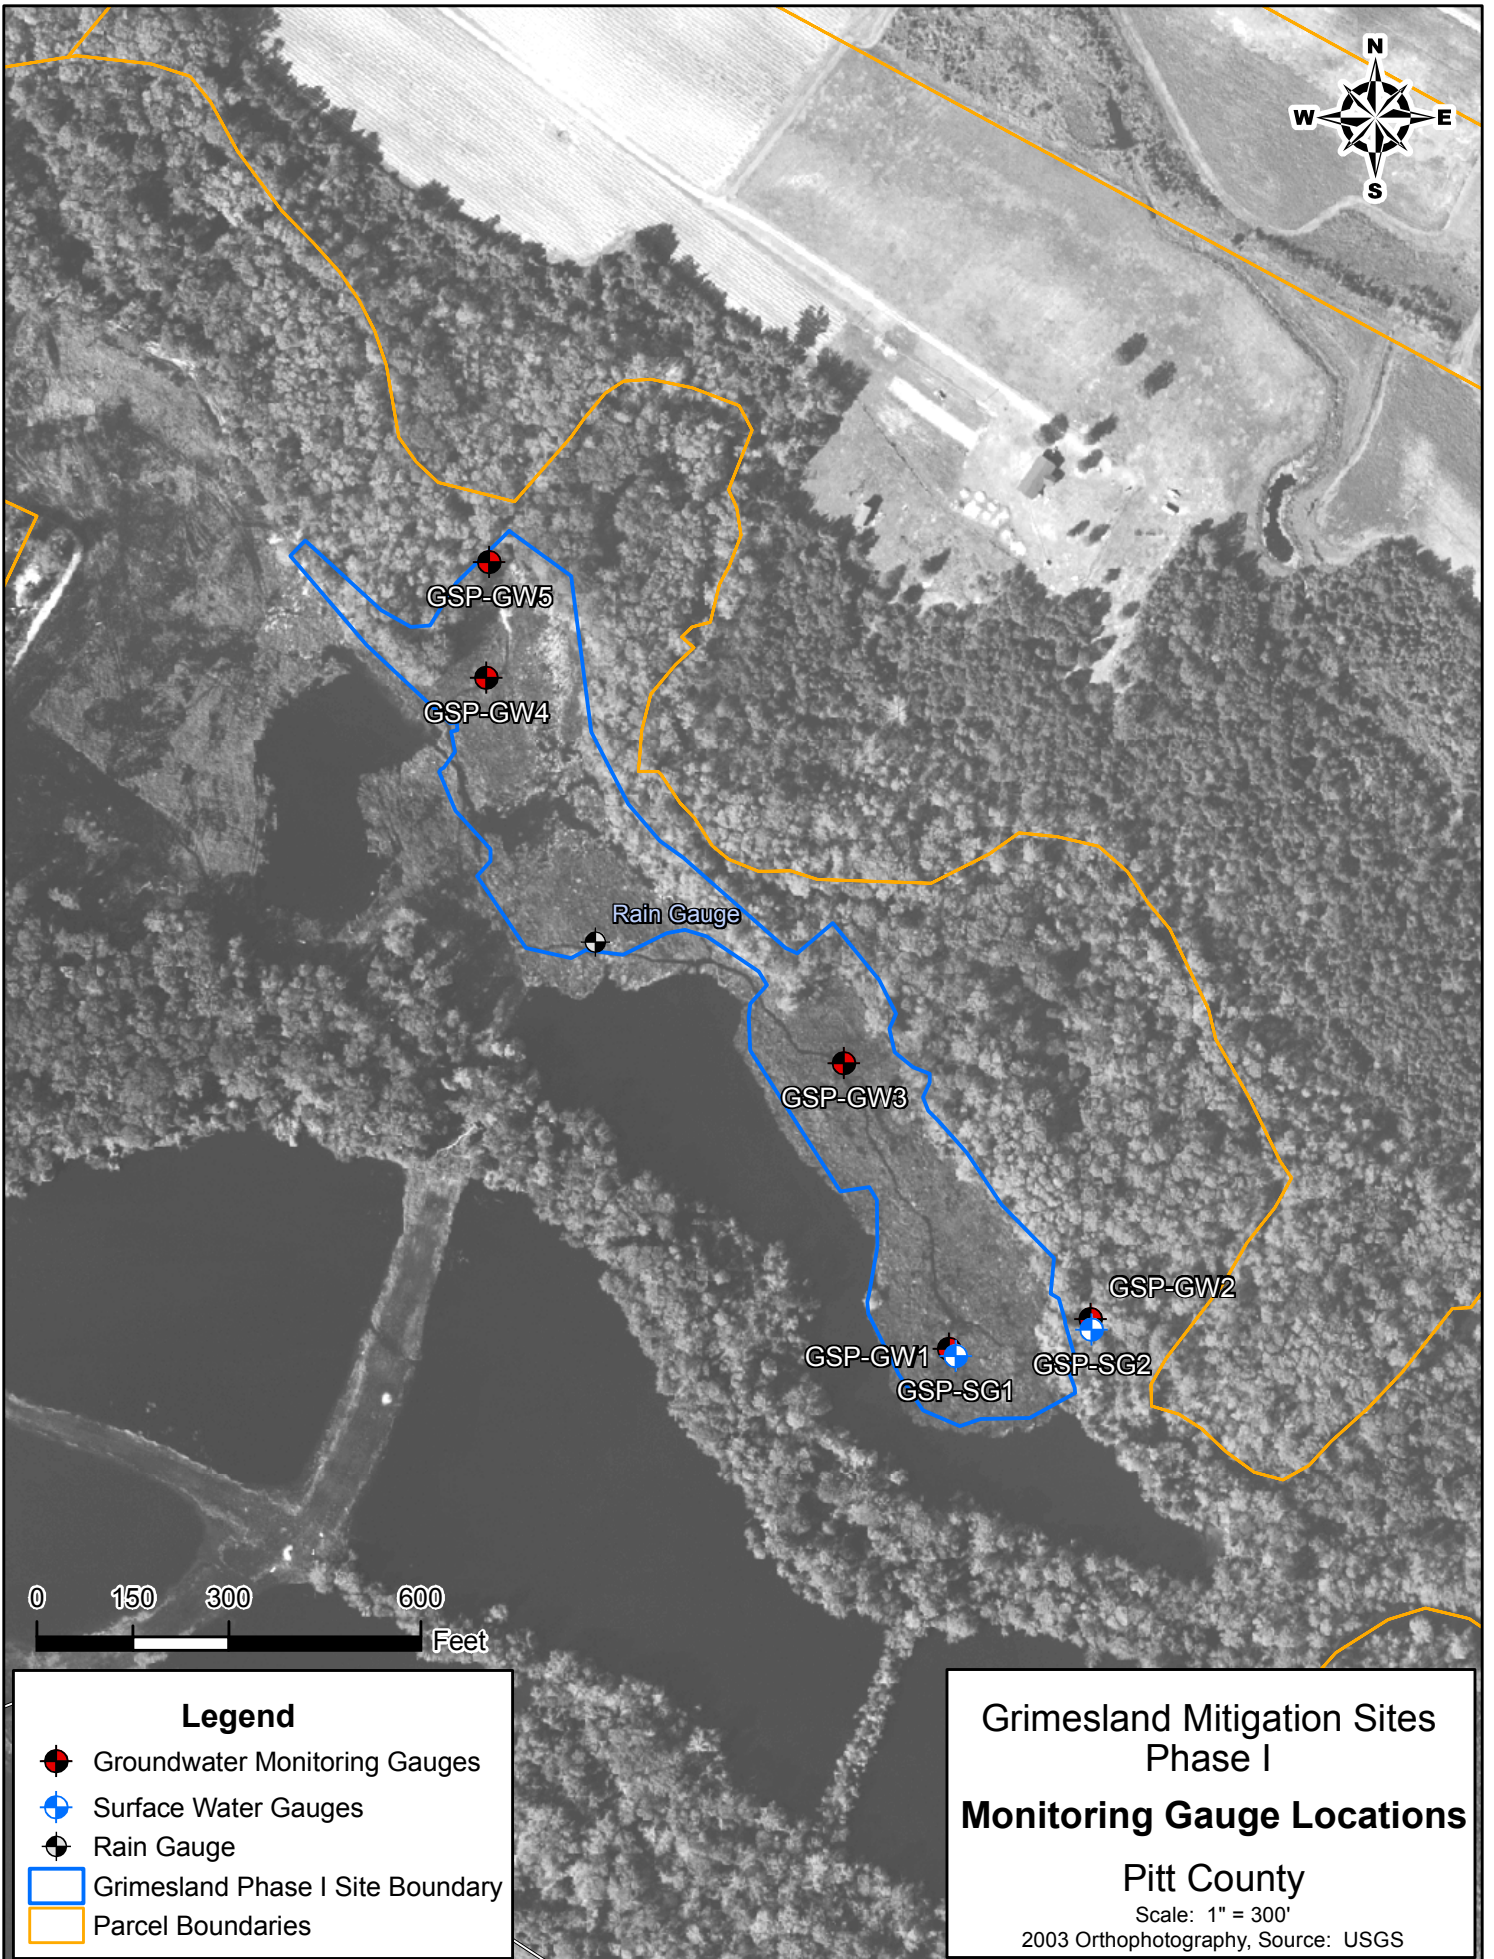 N
W E
S
GSP-GW5
GSP-GW4
Rain Gauge
GSP-GW3
GSP-GW2
GSP-GW1
GSP-SG2
GSP-SG1
0 150 300 600
Feet
Legend
Groundwater Monitoring Gauges
Surface Water Gauges
Rain Gauge
Grimesland Phase I Site Boundary
Parcel Boundaries
Grimesland Mitigation Sites
Phase I
Monitoring Gauge Locations
Pitt County
Scale: 1" = 300'
2003 Orthophotography, Source: USGS